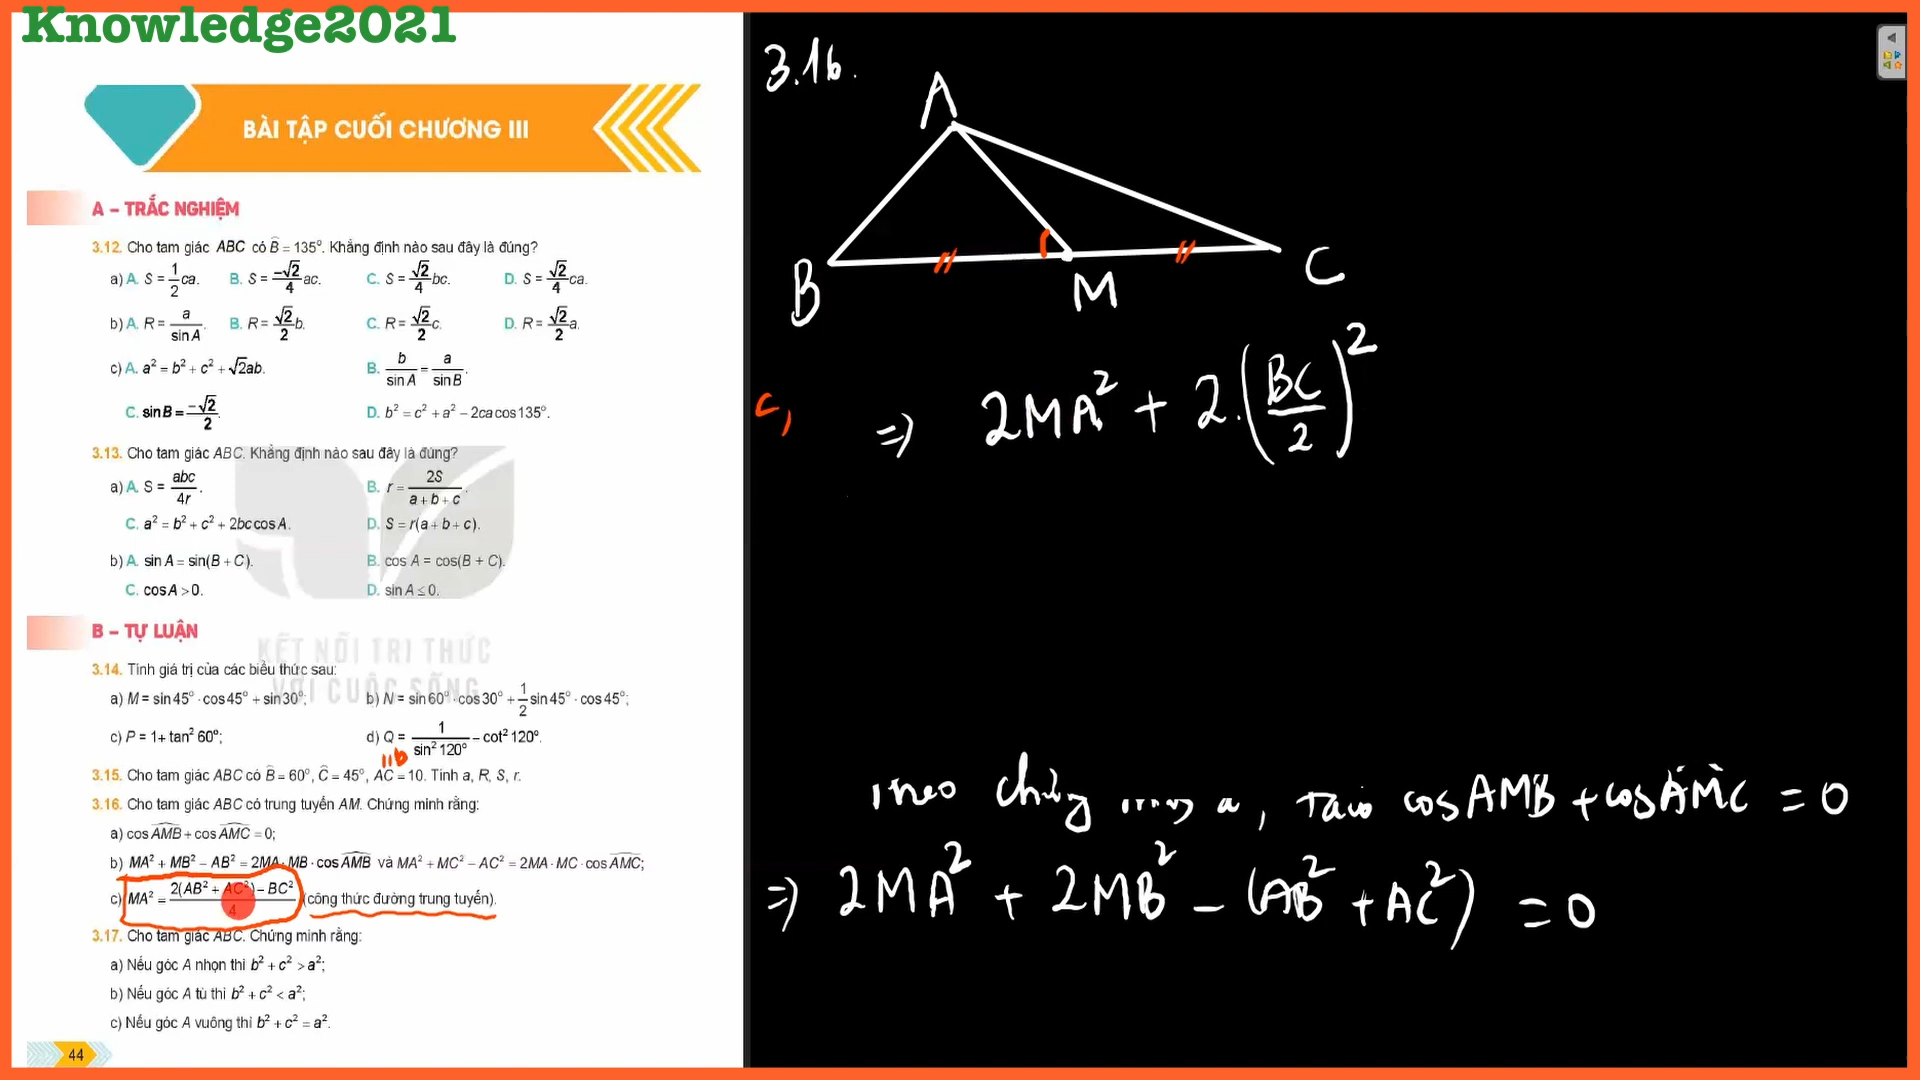 Knowledge2021
BÀI TẬP CUỐI CHƯƠNG III
A – TRẮC NGHIỆM
3.12. Cho tam giác ABC có B̂ = 135°. Khẳng định nào sau đây là đúng?
a) A. S = 1/2 ca. B. S = −√2/4 ac. C. S = √2/4 bc. D. S = √2/4 ca.
b) A. R = a/sin A. B. R = √2/2 b. C. R = √2/2 c. D. R = √2/2 a.
c) A. a² = b² + c² + √2ab. B. b/sin A = a/sin B.
C. sin B = −√2/2. D. b² = c² + a² − 2ca cos 135°.
3.13. Cho tam giác ABC. Khẳng định nào sau đây là đúng?
a) A. S = abc/4r. B. r = 2S/(a + b + c).
C. a² = b² + c² + 2bc cos A. D. S = r(a + b + c).
b) A. sin A = sin(B + C). B. cos A = cos(B + C).
C. cos A > 0. D. sin A ≤ 0.
KẾT NỐI TRI THỨC
VỚI CUỘC SỐNG
B – TỰ LUẬN
3.14. Tính giá trị của các biểu thức sau:
a) M = sin 45° · cos 45° + sin 30°; b) N = sin 60° · cos 30° + 1/2 sin 45° · cos 45°;
c) P = 1 + tan² 60°; d) Q = 1/sin² 120° − cot² 120°.
3.15. Cho tam giác ABC có B̂ = 60°, Ĉ = 45°, AC = 10. Tính a, R, S, r.
b
3.16. Cho tam giác ABC có trung tuyến AM. Chứng minh rằng:
a) cos AMB + cos AMC = 0;
b) MA² + MB² − AB² = 2MA · MB · cos AMB và MA² + MC² − AC² = 2MA · MC · cos AMC;
c) MA² = (2(AB² + AC²) − BC²)/4 (công thức đường trung tuyến).
3.17. Cho tam giác ABC. Chứng minh rằng:
a) Nếu góc A nhọn thì b² + c² > a²;
b) Nếu góc A tù thì b² + c² < a²;
c) Nếu góc A vuông thì b² + c² = a².
44
3.16.
A
B
M
C
c, ⇒ 2MA² + 2.(BC/2)²
theo chứng a, cos AMB + cos AMC = 0
⇒ 2MA² + 2MB² − (AB² + AC²) = 0